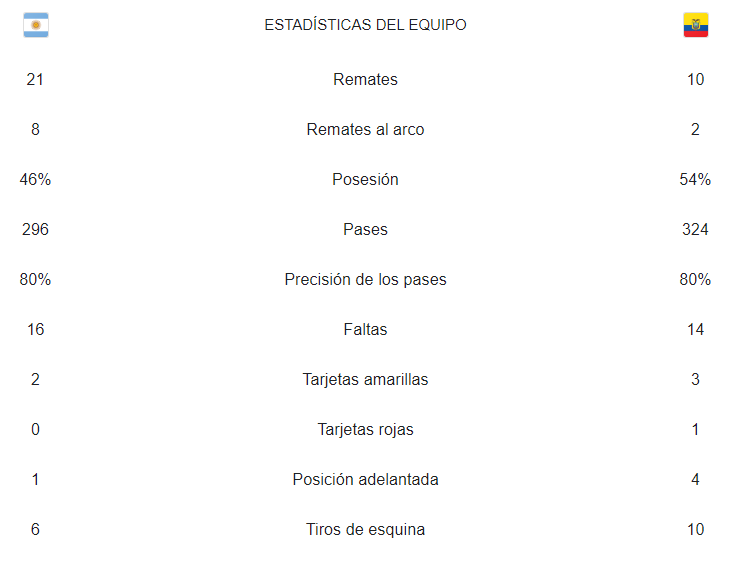 ESTADÍSTICAS DEL EQUIPO
21 Remates 10
8 Remates al arco 2
46% Posesión 54%
296 Pases 324
80% Precisión de los pases 80%
16 Faltas 14
2 Tarjetas amarillas 3
0 Tarjetas rojas 1
1 Posición adelantada 4
6 Tiros de esquina 10